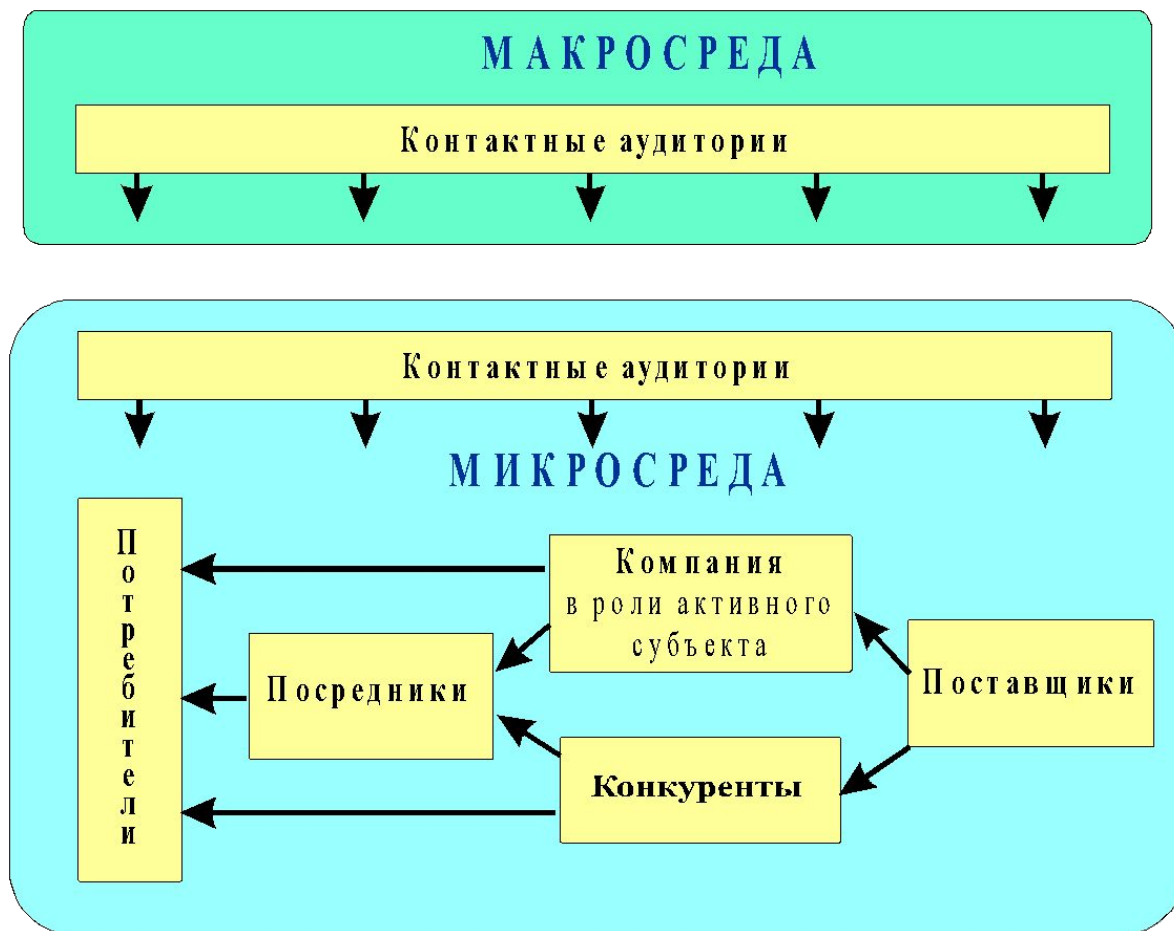 МАКРОСРЕДА
Контактные аудитории
Контактные аудитории
МИКРОСРЕДА
Потребители
Компания
в роли активного
субъекта
Посредники
Поставщики
Конкуренты